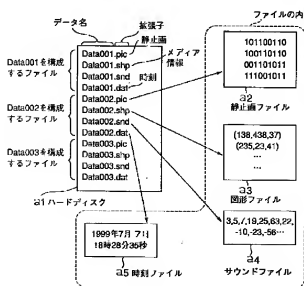 データ名
拡張子
静止画
メディア
情報
時刻
Data001を構成
するファイル
Data001.pic
Data001.shp
Data001.snd
Data001.dat
Data002を構成
するファイル
Data002.pic
Data002.shp
Data002.snd
Data002.dat
Data003を構成
するファイル
Data003.pic
Data003.shp
Data003.snd
Data003.dat
a1 ハードディスク
ファイルの内
101100110
001101011
111001011
a2
静止画ファイル
(138,438,37)
(235,23,41)
...
...
a3
図形ファイル
3,5,7,19,25,63,22,
-10,-23,-56…
a4
サウンドファイル
1999年7月7日
18時28分35秒
a5 時刻ファイル